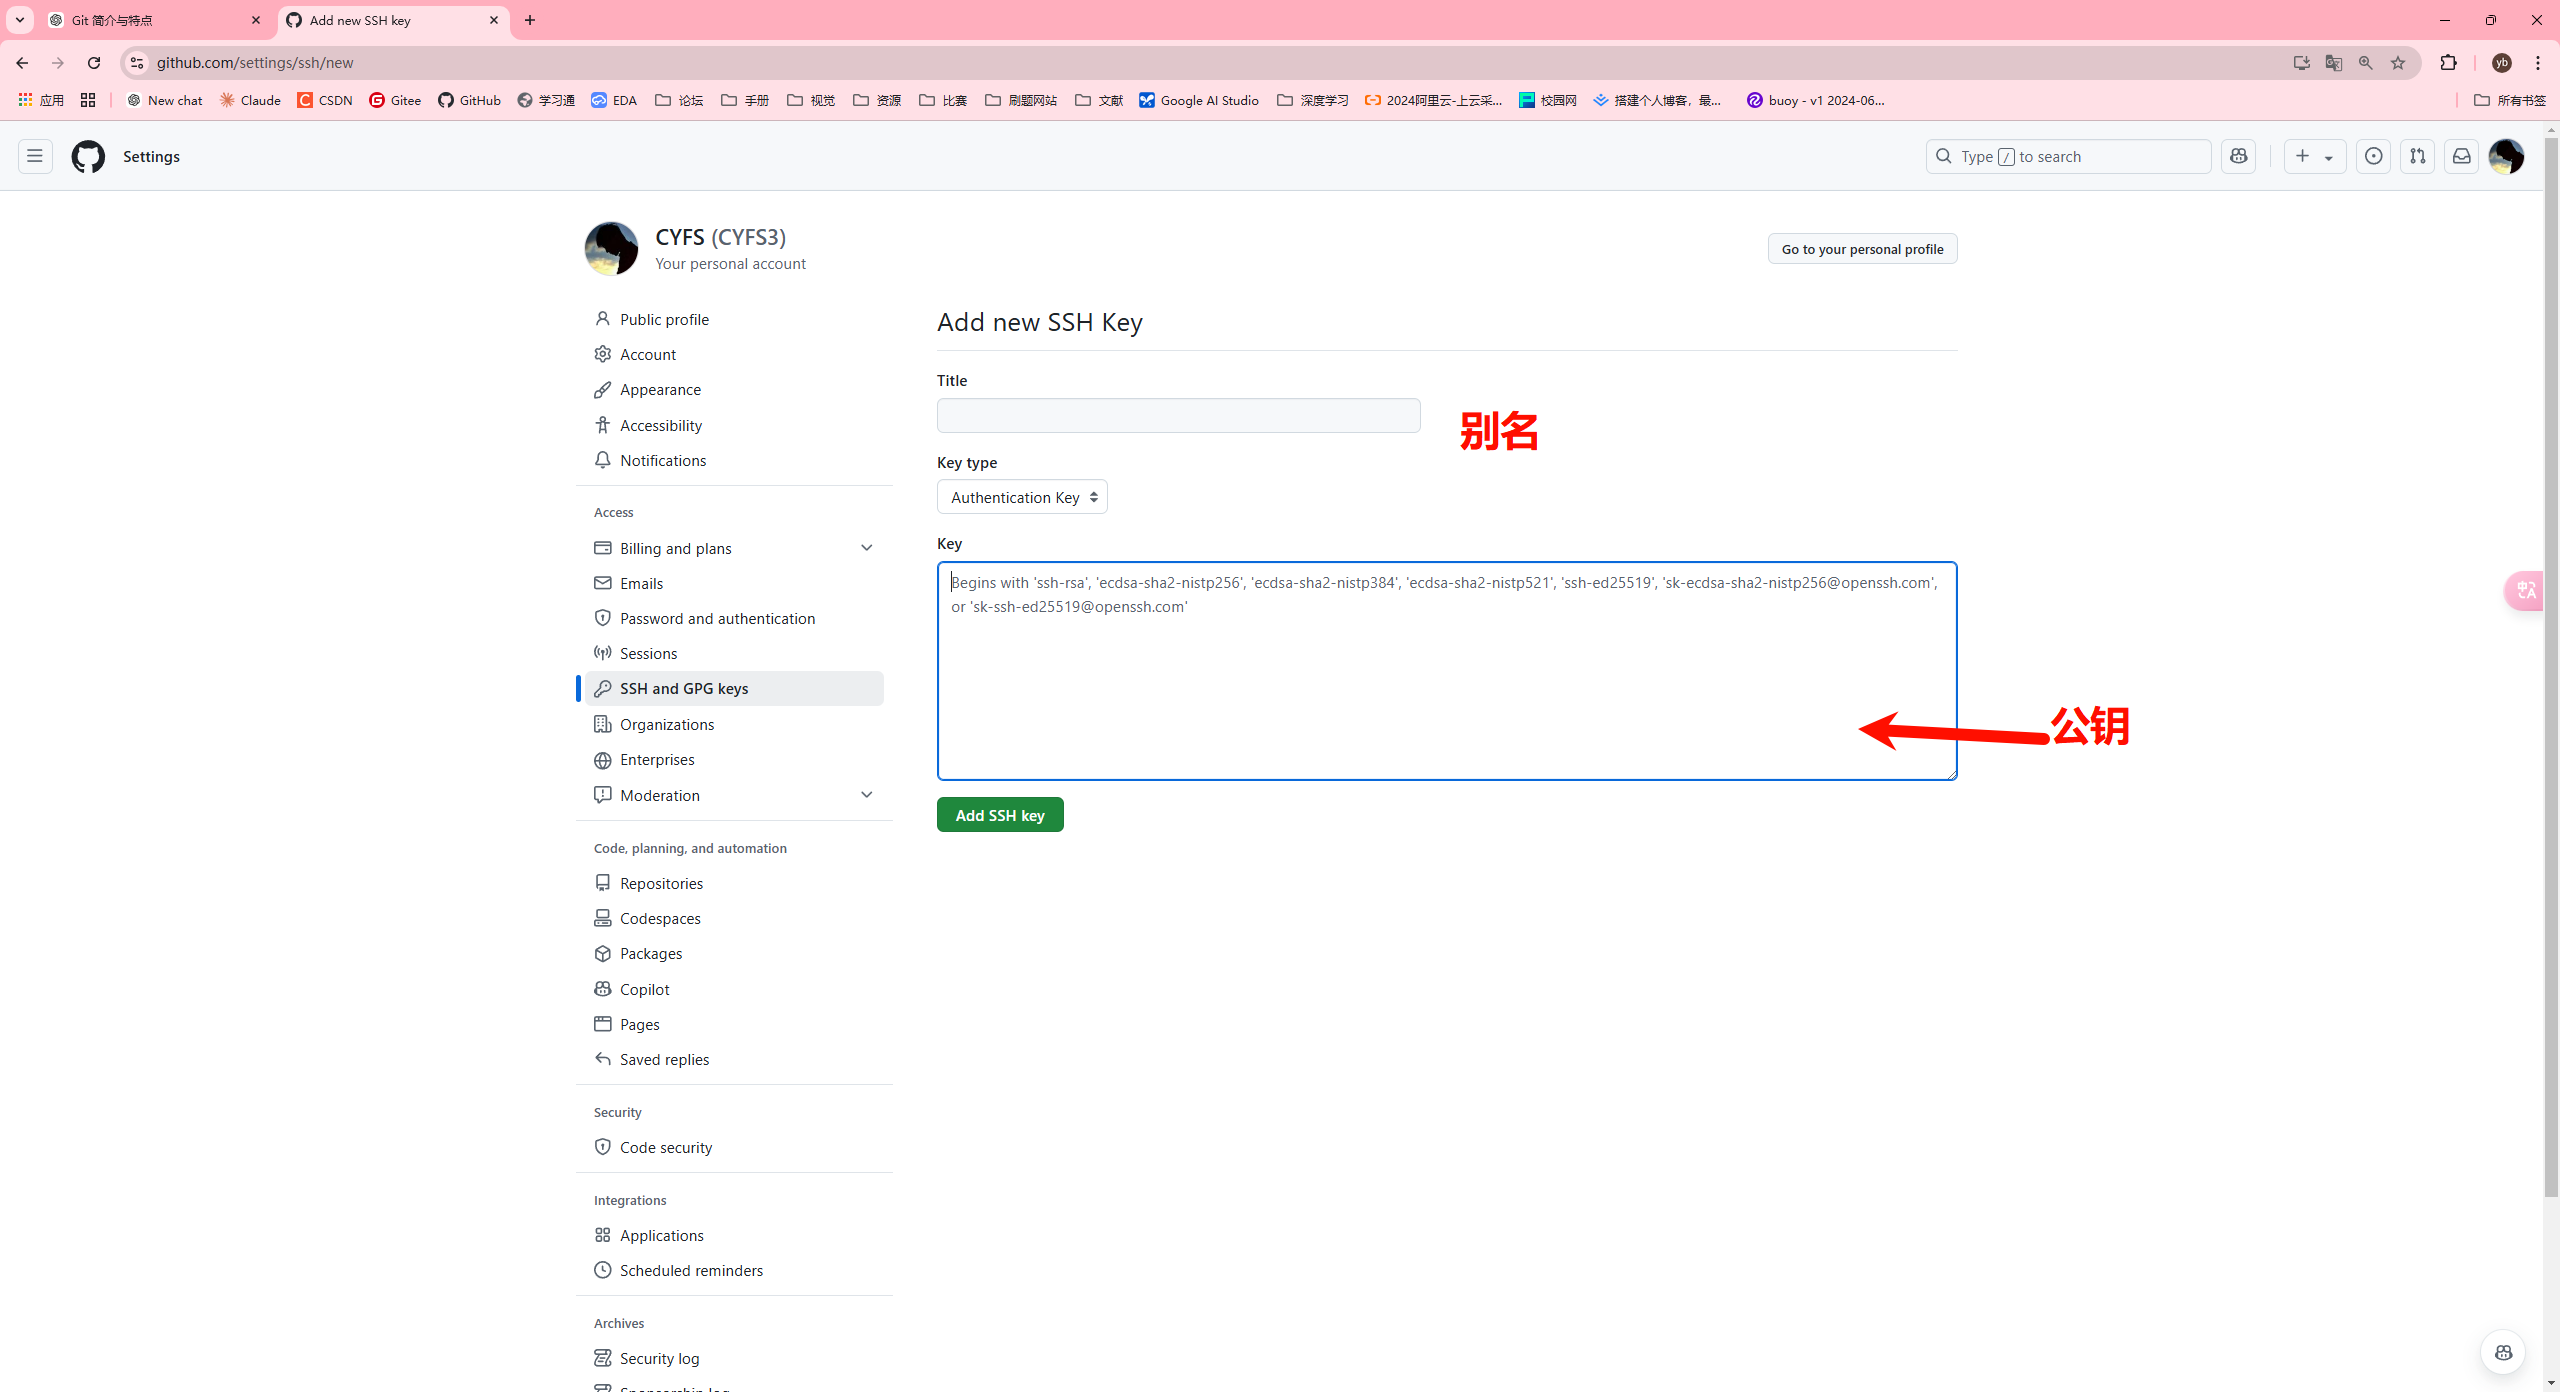 Git 简介与特点
Add new SSH key
github.com/settings/ssh/new
yb
应用
New chat
Claude
CSDN
Gitee
GitHub
学习通
EDA
论坛
手册
视觉
资源
比赛
刷题网站
文献
Google AI Studio
深度学习
2024阿里云-上云采...
校园网
搭建个人博客，最...
buoy - v1 2024-06...
所有书签
Settings
Type / to search
CYFS (CYFS3)
Your personal account
Go to your personal profile
Public profile
Account
Appearance
Accessibility
Notifications
Access
Billing and plans
Emails
Password and authentication
Sessions
SSH and GPG keys
Organizations
Enterprises
Moderation
Code, planning, and automation
Repositories
Codespaces
Packages
Copilot
Pages
Saved replies
Security
Code security
Integrations
Applications
Scheduled reminders
Archives
Security log
Add new SSH Key
Title
别名
Key type
Authentication Key
Key
Begins with 'ssh-rsa', 'ecdsa-sha2-nistp256', 'ecdsa-sha2-nistp384', 'ecdsa-sha2-nistp521', 'ssh-ed25519', 'sk-ecdsa-sha2-nistp256@openssh.com',
or 'sk-ssh-ed25519@openssh.com'
公钥
Add SSH key